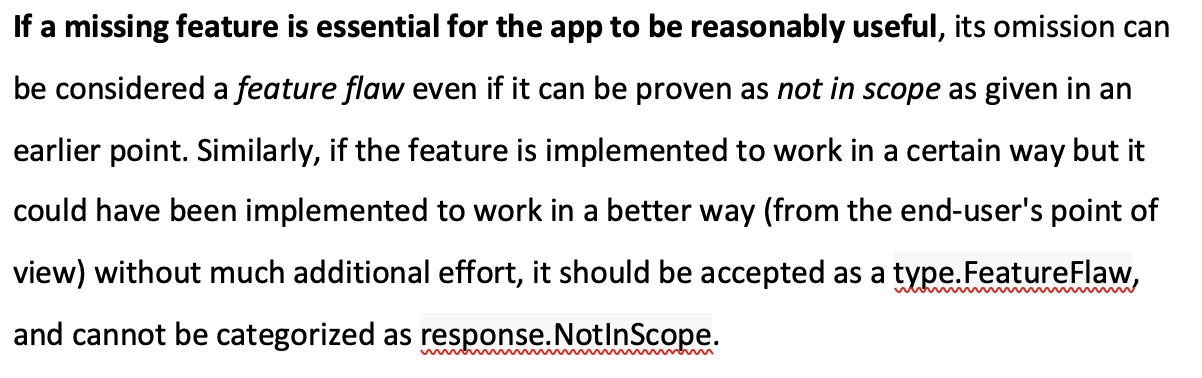 If a missing feature is essential for the app to be reasonably useful, its omission can
be considered a feature flaw even if it can be proven as not in scope as given in an
earlier point. Similarly, if the feature is implemented to work in a certain way but it
could have been implemented to work in a better way (from the end-user's point of
view) without much additional effort, it should be accepted as a type.FeatureFlaw,
and cannot be categorized as response.NotInScope.